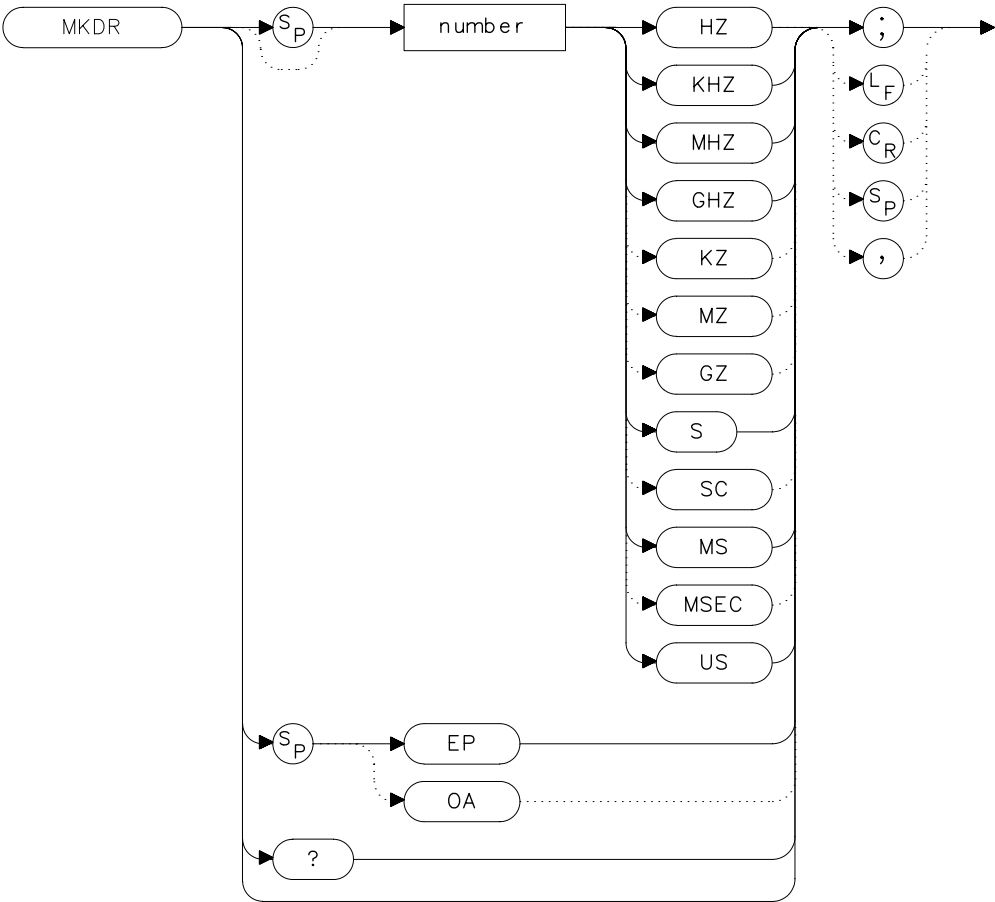 MKDR SP number HZ ;
KHZ LF
MHZ CR
GHZ SP
KZ ,
MZ
GZ
S
SC
MS
MSEC
US
SP EP
OA
?